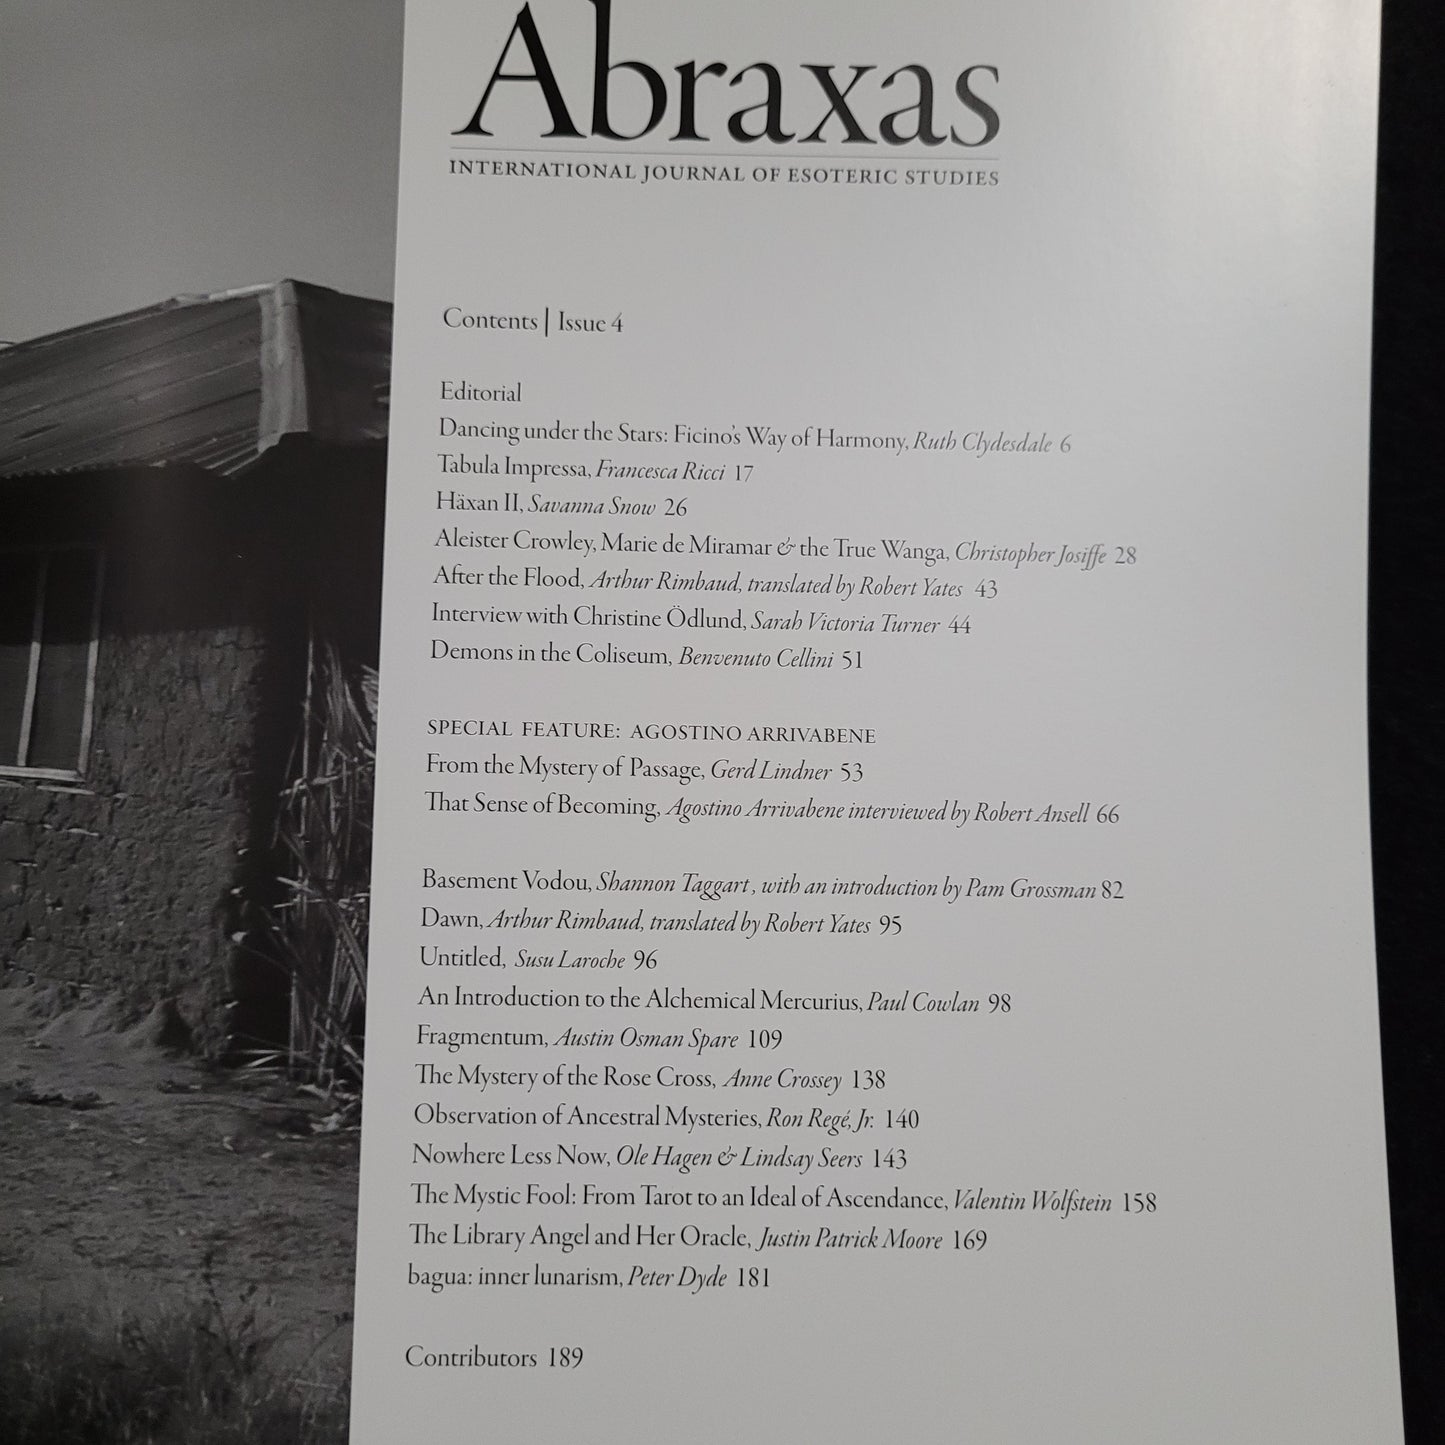 Abraxas
INTERNATIONAL JOURNAL OF ESOTERIC STUDIES
Contents | Issue 4
Editorial
Dancing under the Stars: Ficino's Way of Harmony, Ruth Clydesdale 6
Tabula Impressa, Francesca Ricci 17
Häxan II, Savanna Snow 26
Aleister Crowley, Marie de Miramar & the True Wanga, Christopher Josiffe 28
After the Flood, Arthur Rimbaud, translated by Robert Yates 43
Interview with Christine Ödlund, Sarah Victoria Turner 44
Demons in the Coliseum, Benvenuto Cellini 51
SPECIAL FEATURE: AGOSTINO ARRIVABENE
From the Mystery of Passage, Gerd Lindner 53
That Sense of Becoming, Agostino Arrivabene interviewed by Robert Ansell 66
Basement Vodou, Shannon Taggart, with an introduction by Pam Grossman 82
Dawn, Arthur Rimbaud, translated by Robert Yates 95
Untitled, Susu Laroche 96
An Introduction to the Alchemical Mercurius, Paul Cowlan 98
Fragmentum, Austin Osman Spare 109
The Mystery of the Rose Cross, Anne Crossey 138
Observation of Ancestral Mysteries, Ron Regé, Jr. 140
Nowhere Less Now, Ole Hagen & Lindsay Seers 143
The Mystic Fool: From Tarot to an Ideal of Ascendance, Valentin Wolfstein 158
The Library Angel and Her Oracle, Justin Patrick Moore 169
bagua: inner lunarism, Peter Dyde 181
Contributors 189